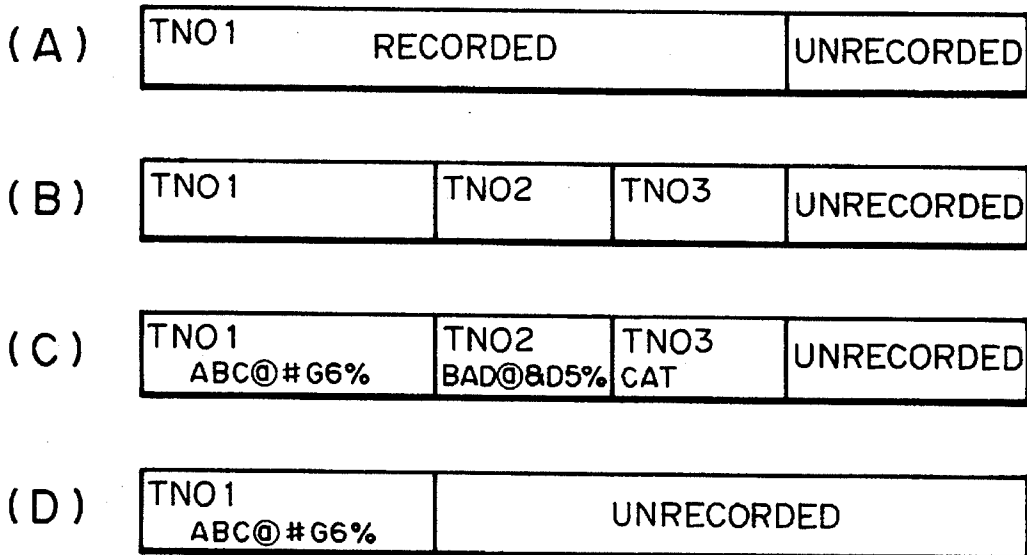 (A) TNO1 RECORDED UNRECORDED
(B) TNO1 TNO2 TNO3 UNRECORDED
(C) TNO1 TNO2 TNO3 UNRECORDED
ABC@#G6% BAD@&D5% CAT
(D) TNO1 UNRECORDED
ABC@#G6%